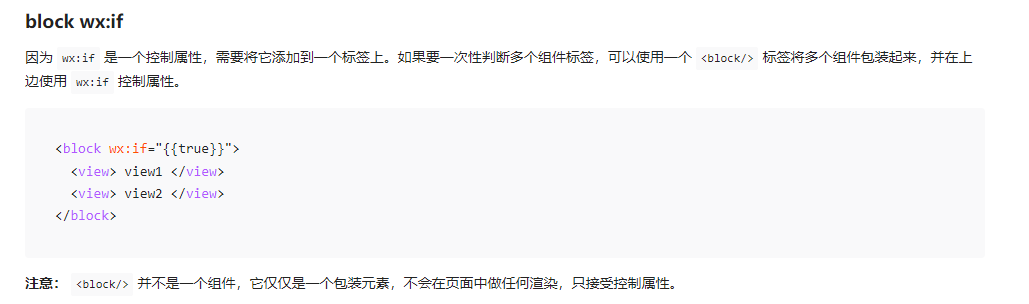 block wx:if
因为 wx:if 是一个控制属性，需要将它添加到一个标签上。如果要一次性判断多个组件标签，可以使用一个 <block/> 标签将多个组件包装起来，并在上
边使用 wx:if 控制属性。
<block wx:if="{{true}}">
  <view> view1 </view>
  <view> view2 </view>
</block>
注意： <block/> 并不是一个组件，它仅仅是一个包装元素，不会在页面中做任何渲染，只接受控制属性。